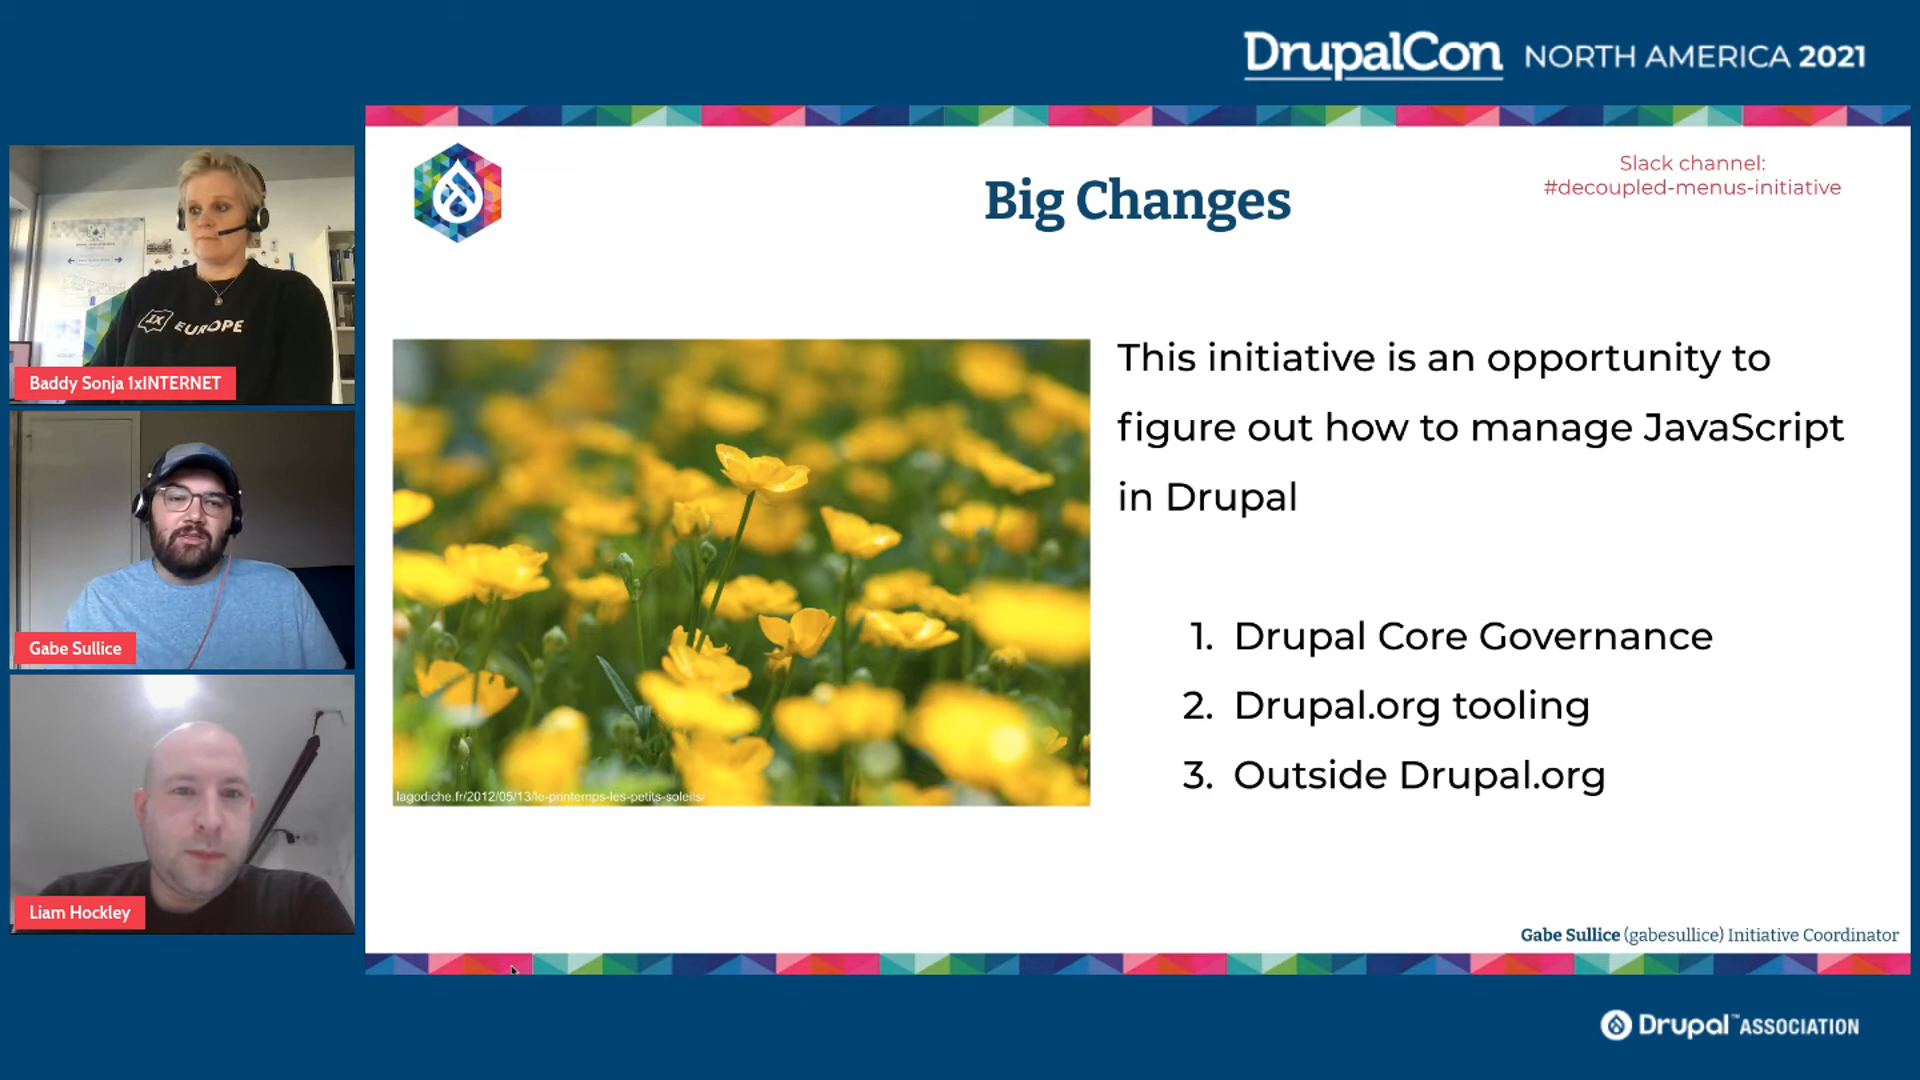 DrupalCon NORTH AMERICA 2021
Slack channel:
#decoupled-menus-initiative
Big Changes
This initiative is an opportunity to
figure out how to manage JavaScript
in Drupal
1. Drupal Core Governance
2. Drupal.org tooling
3. Outside Drupal.org
lagodiche.fr/2012/05/13/le-printemps-les-petits-soleils/
1X EUROPE
Baddy Sonja 1xINTERNET
Gabe Sullice
Liam Hockley
Gabe Sullice (gabesullice) Initiative Coordinator
Drupal™ ASSOCIATION